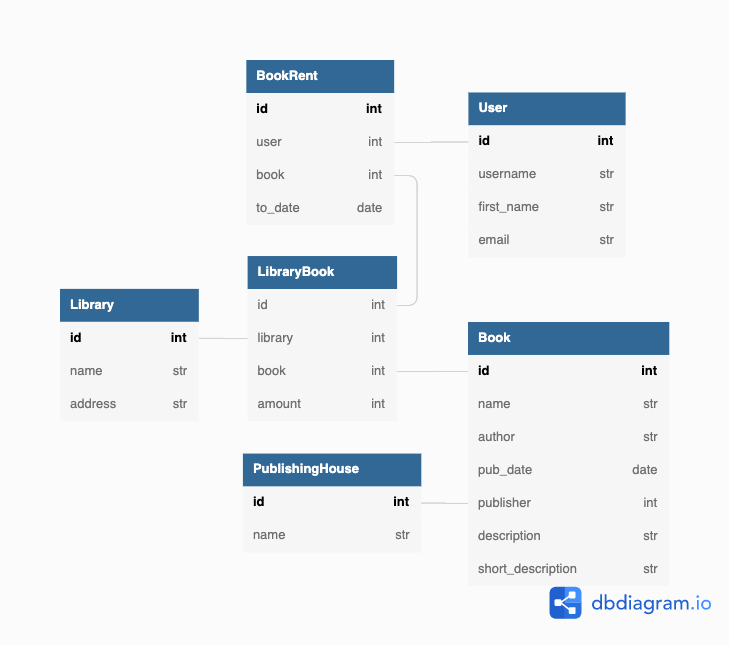 BookRent
id int
user int
book int
to_date date
User
id int
username str
first_name str
email str
LibraryBook
id int
library int
book int
amount int
Library
id int
name str
address str
Book
id int
name str
author str
pub_date date
publisher int
description str
short_description str
PublishingHouse
id int
name str
dbdiagram.io